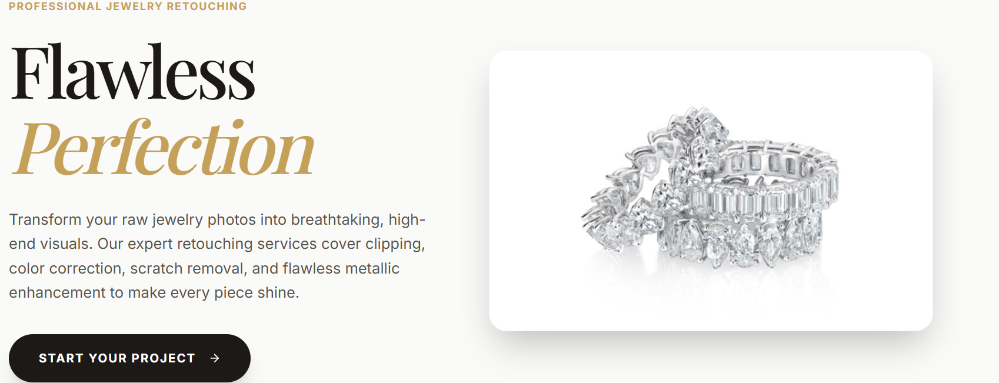 PROFESSIONAL JEWELRY RETOUCHING
Flawless
Perfection
Transform your raw jewelry photos into breathtaking, high-
end visuals. Our expert retouching services cover clipping,
color correction, scratch removal, and flawless metallic
enhancement to make every piece shine.
START YOUR PROJECT →